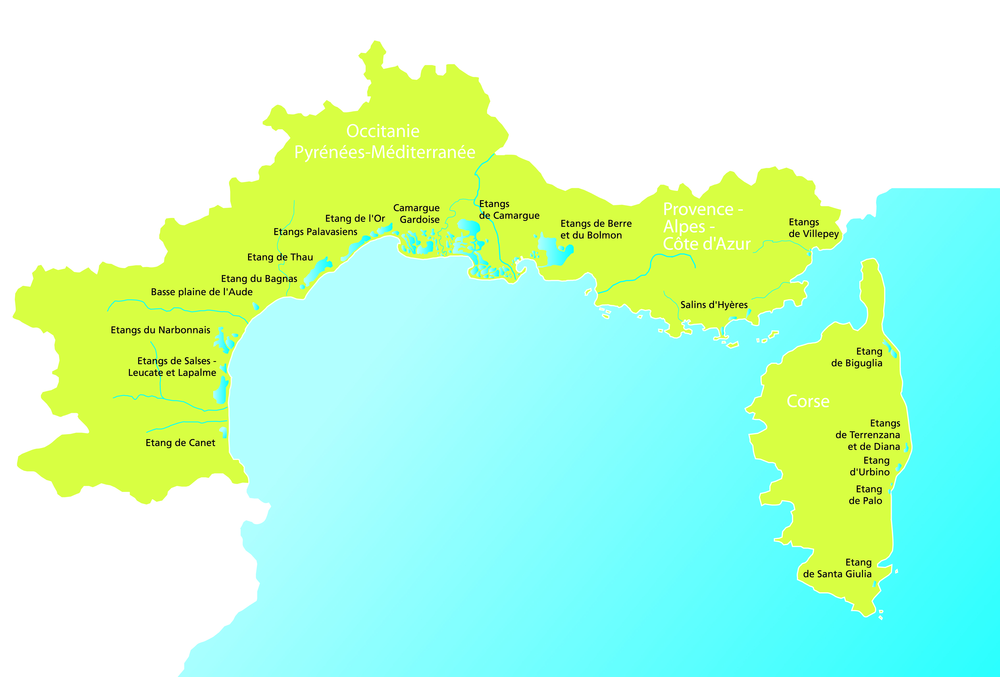 Occitanie
Pyrénées-Méditerranée
Camargue
Gardoise
Etangs
de Camargue
Etang de l'Or
Etangs Palavasiens
Etangs de Berre
et du Bolmon
Provence -
Alpes -
Côte d'Azur
Etangs
de Villepey
Etang de Thau
Etang du Bagnas
Basse plaine de l'Aude
Salins d'Hyères
Etangs du Narbonnais
Etangs de Salses -
Leucate et Lapalme
Etang de Canet
Etang
de Biguglia
Corse
Etangs
de Terrenzana
et de Diana
Etang
d'Urbino
Etang
de Palo
Etang
de Santa Giulia